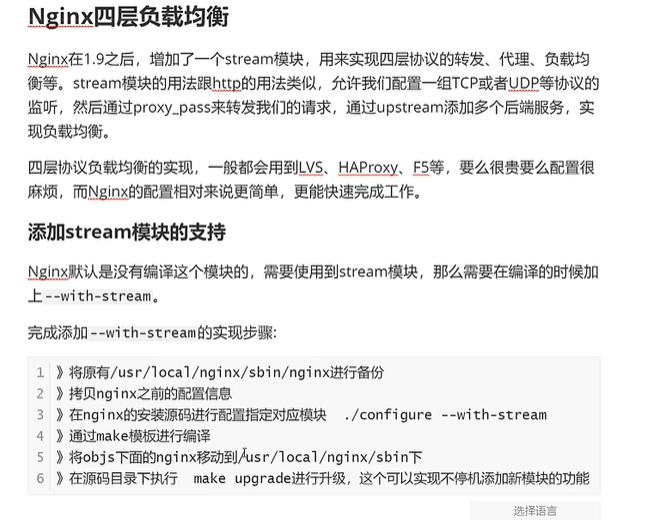 Nginx四层负载均衡
Nginx在1.9之后，增加了一个stream模块，用来实现四层协议的转发、代理、负载均
衡等。stream模块的用法跟http的用法类似，允许我们配置一组TCP或者UDP等协议的
监听，然后通过proxy_pass来转发我们的请求，通过upstream添加多个后端服务，实
现负载均衡。
四层协议负载均衡的实现，一般都会用到LVS、HAProxy、F5等，要么很贵要么配置很
麻烦，而Nginx的配置相对来说更简单，更能快速完成工作。
添加stream模块的支持
Nginx默认是没有编译这个模块的，需要使用到stream模块，那么需要在编译的时候加
上--with-stream。
完成添加--with-stream的实现步骤:
1 》将原有/usr/local/nginx/sbin/nginx进行备份
2 》拷贝nginx之前的配置信息
3 》在nginx的安装源码进行配置指定对应模块 ./configure --with-stream
4 》通过make模板进行编译
5 》将objs下面的nginx移动到/usr/local/nginx/sbin下
6 》在源码目录下执行 make upgrade进行升级，这个可以实现不停机添加新模块的功能
选择语言